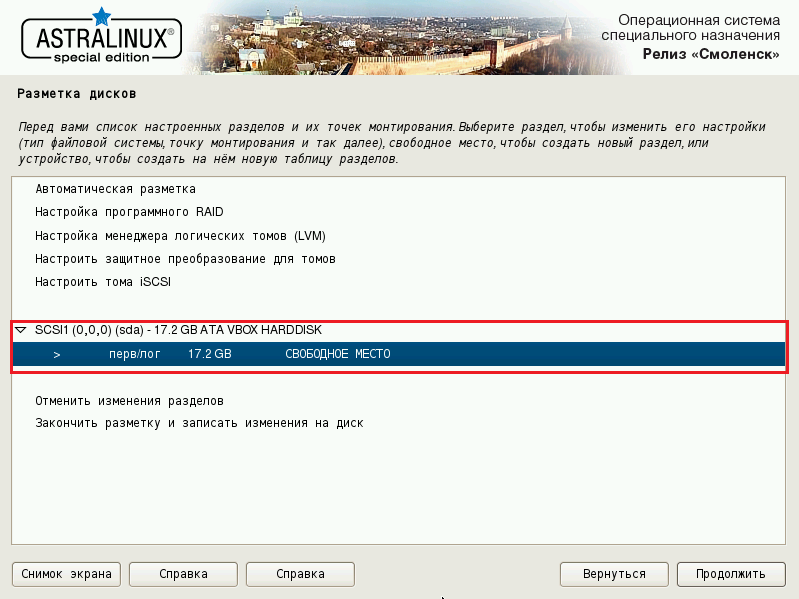 ASTRALINUX®
special edition
Операционная система
специального назначения
Релиз «Смоленск»
Разметка дисков
Перед вами список настроенных разделов и их точек монтирования. Выберите раздел, чтобы изменить его настройки
(тип файловой системы, точку монтирования и так далее), свободное место, чтобы создать новый раздел, или
устройство, чтобы создать на нём новую таблицу разделов.
Автоматическая разметка
Настройка программного RAID
Настройка менеджера логических томов (LVM)
Настроить защитное преобразование для томов
Настроить тома iSCSI
SCSI1 (0,0,0) (sda) - 17.2 GB ATA VBOX HARDDISK
> перв/лог 17.2 GB СВОБОДНОЕ МЕСТО
Отменить изменения разделов
Закончить разметку и записать изменения на диск
Снимок экрана Справка Справка Вернуться Продолжить